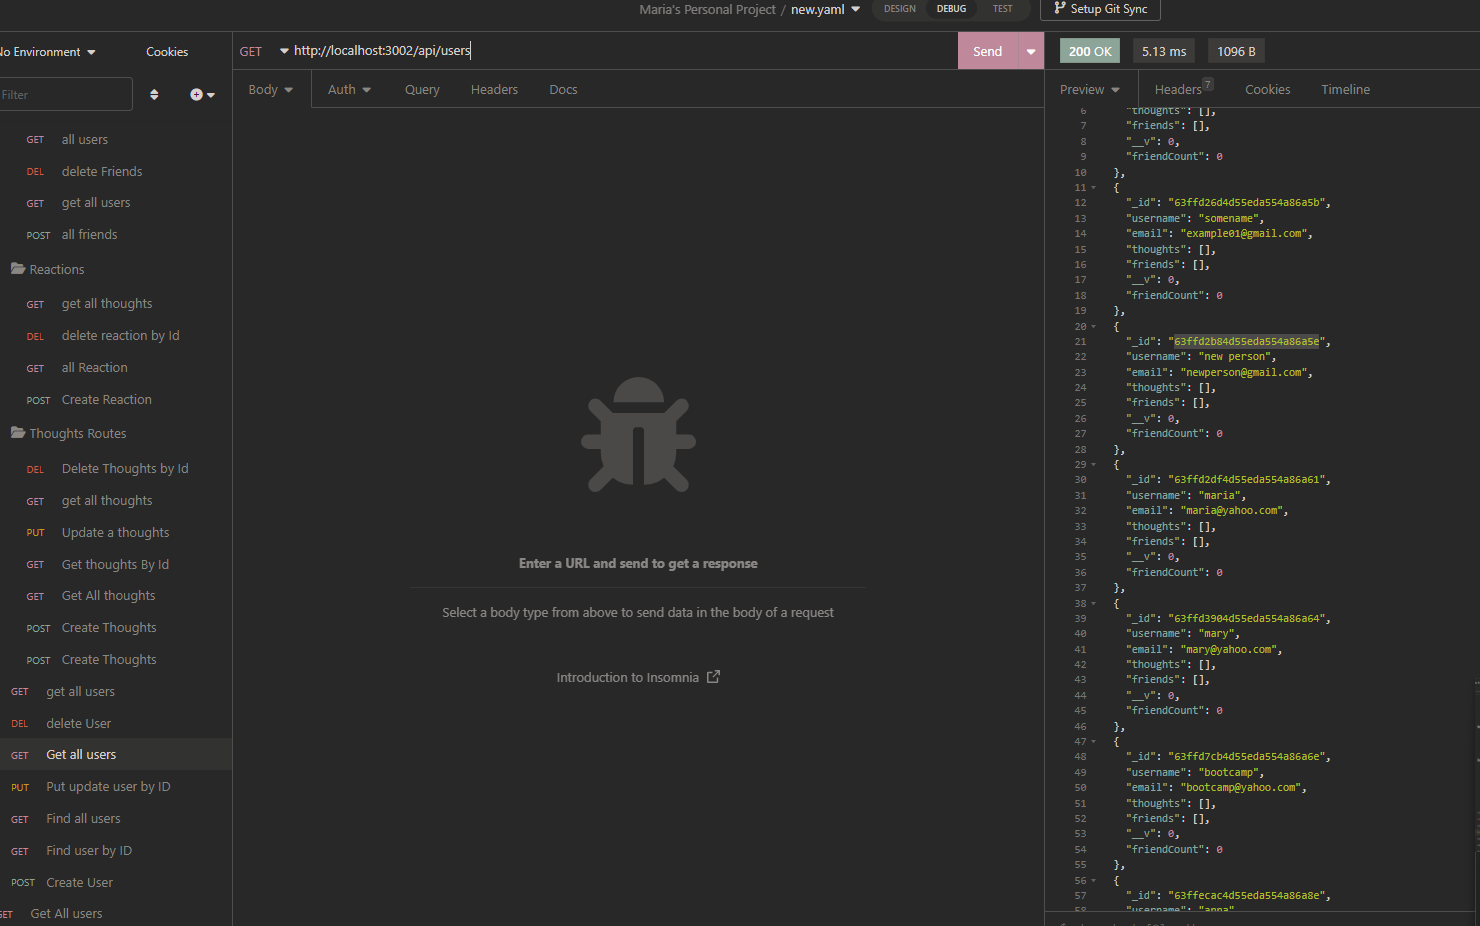 Maria's Personal Project / new.yaml
DESIGN DEBUG TEST
Setup Git Sync
No Environment
Cookies
Filter
GET all users
DEL delete Friends
GET get all users
POST all friends
Reactions
GET get all thoughts
DEL delete reaction by Id
GET all Reaction
POST Create Reaction
Thoughts Routes
DEL Delete Thoughts by Id
GET get all thoughts
PUT Update a thoughts
GET Get thoughts By Id
GET Get All thoughts
POST Create Thoughts
POST Create Thoughts
GET get all users
DEL delete User
GET Get all users
PUT Put update user by ID
GET Find all users
GET Find user by ID
POST Create User
GET Get All users
GET http://localhost:3002/api/users
Send
Body Auth Query Headers Docs
Enter a URL and send to get a response
Select a body type from above to send data in the body of a request
Introduction to Insomnia
200 OK 5.13 ms 1096 B
Preview Headers 7 Cookies Timeline
6 "thoughts": [],
7 "friends": [],
8 "__v": 0,
9 "friendCount": 0
10 },
11 {
12 "_id": "63ffd26d4d55eda554a86a5b",
13 "username": "somename",
14 "email": "example01@gmail.com",
15 "thoughts": [],
16 "friends": [],
17 "__v": 0,
18 "friendCount": 0
19 },
20 {
21 "_id": "63ffd2b84d55eda554a86a5e",
22 "username": "new person",
23 "email": "newperson@gmail.com",
24 "thoughts": [],
25 "friends": [],
26 "__v": 0,
27 "friendCount": 0
28 },
29 {
30 "_id": "63ffd2df4d55eda554a86a61",
31 "username": "maria",
32 "email": "maria@yahoo.com",
33 "thoughts": [],
34 "friends": [],
35 "__v": 0,
36 "friendCount": 0
37 },
38 {
39 "_id": "63ffd3904d55eda554a86a64",
40 "username": "mary",
41 "email": "mary@yahoo.com",
42 "thoughts": [],
43 "friends": [],
44 "__v": 0,
45 "friendCount": 0
46 },
47 {
48 "_id": "63ffd7cb4d55eda554a86a6e",
49 "username": "bootcamp",
50 "email": "bootcamp@yahoo.com",
51 "thoughts": [],
52 "friends": [],
53 "__v": 0,
54 "friendCount": 0
55 },
56 {
57 "_id": "63ffecac4d55eda554a86a8e",
58 "username": "anna"